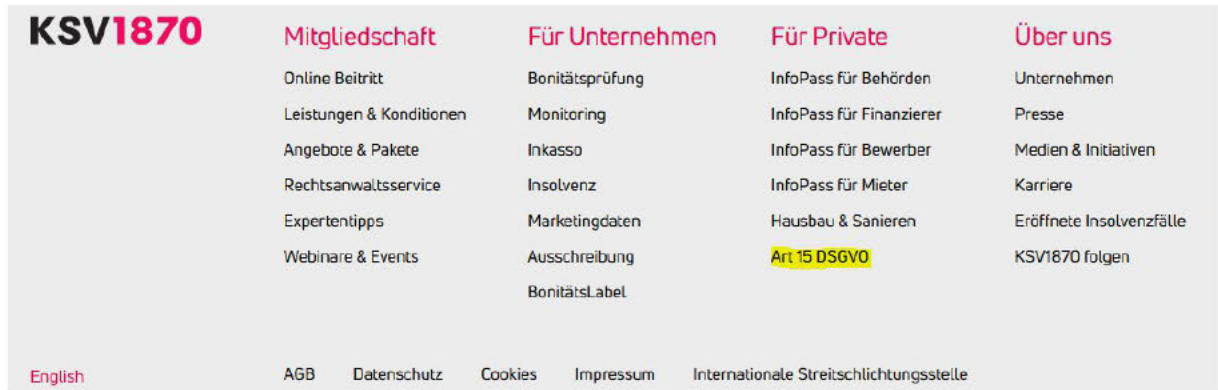 KSV1870
Mitgliedschaft
Online Beitritt
Leistungen & Konditionen
Angebote & Pakete
Rechtsanwaltsservice
Expertentipps
Webinare & Events
Für Unternehmen
Bonitätsprüfung
Monitoring
Inkasso
Insolvenz
Marketingdaten
Ausschreibung
BonitätsLabel
Für Private
InfoPass für Behörden
InfoPass für Finanzierer
InfoPass für Bewerber
InfoPass für Mieter
Hausbau & Sanieren
Art 15 DSGVO
Über uns
Unternehmen
Presse
Medien & Initiativen
Karriere
Eröffnete Insolvenzfälle
KSV1870 folgen
English
AGB Datenschutz Cookies Impressum Internationale Streitschlichtungsstelle